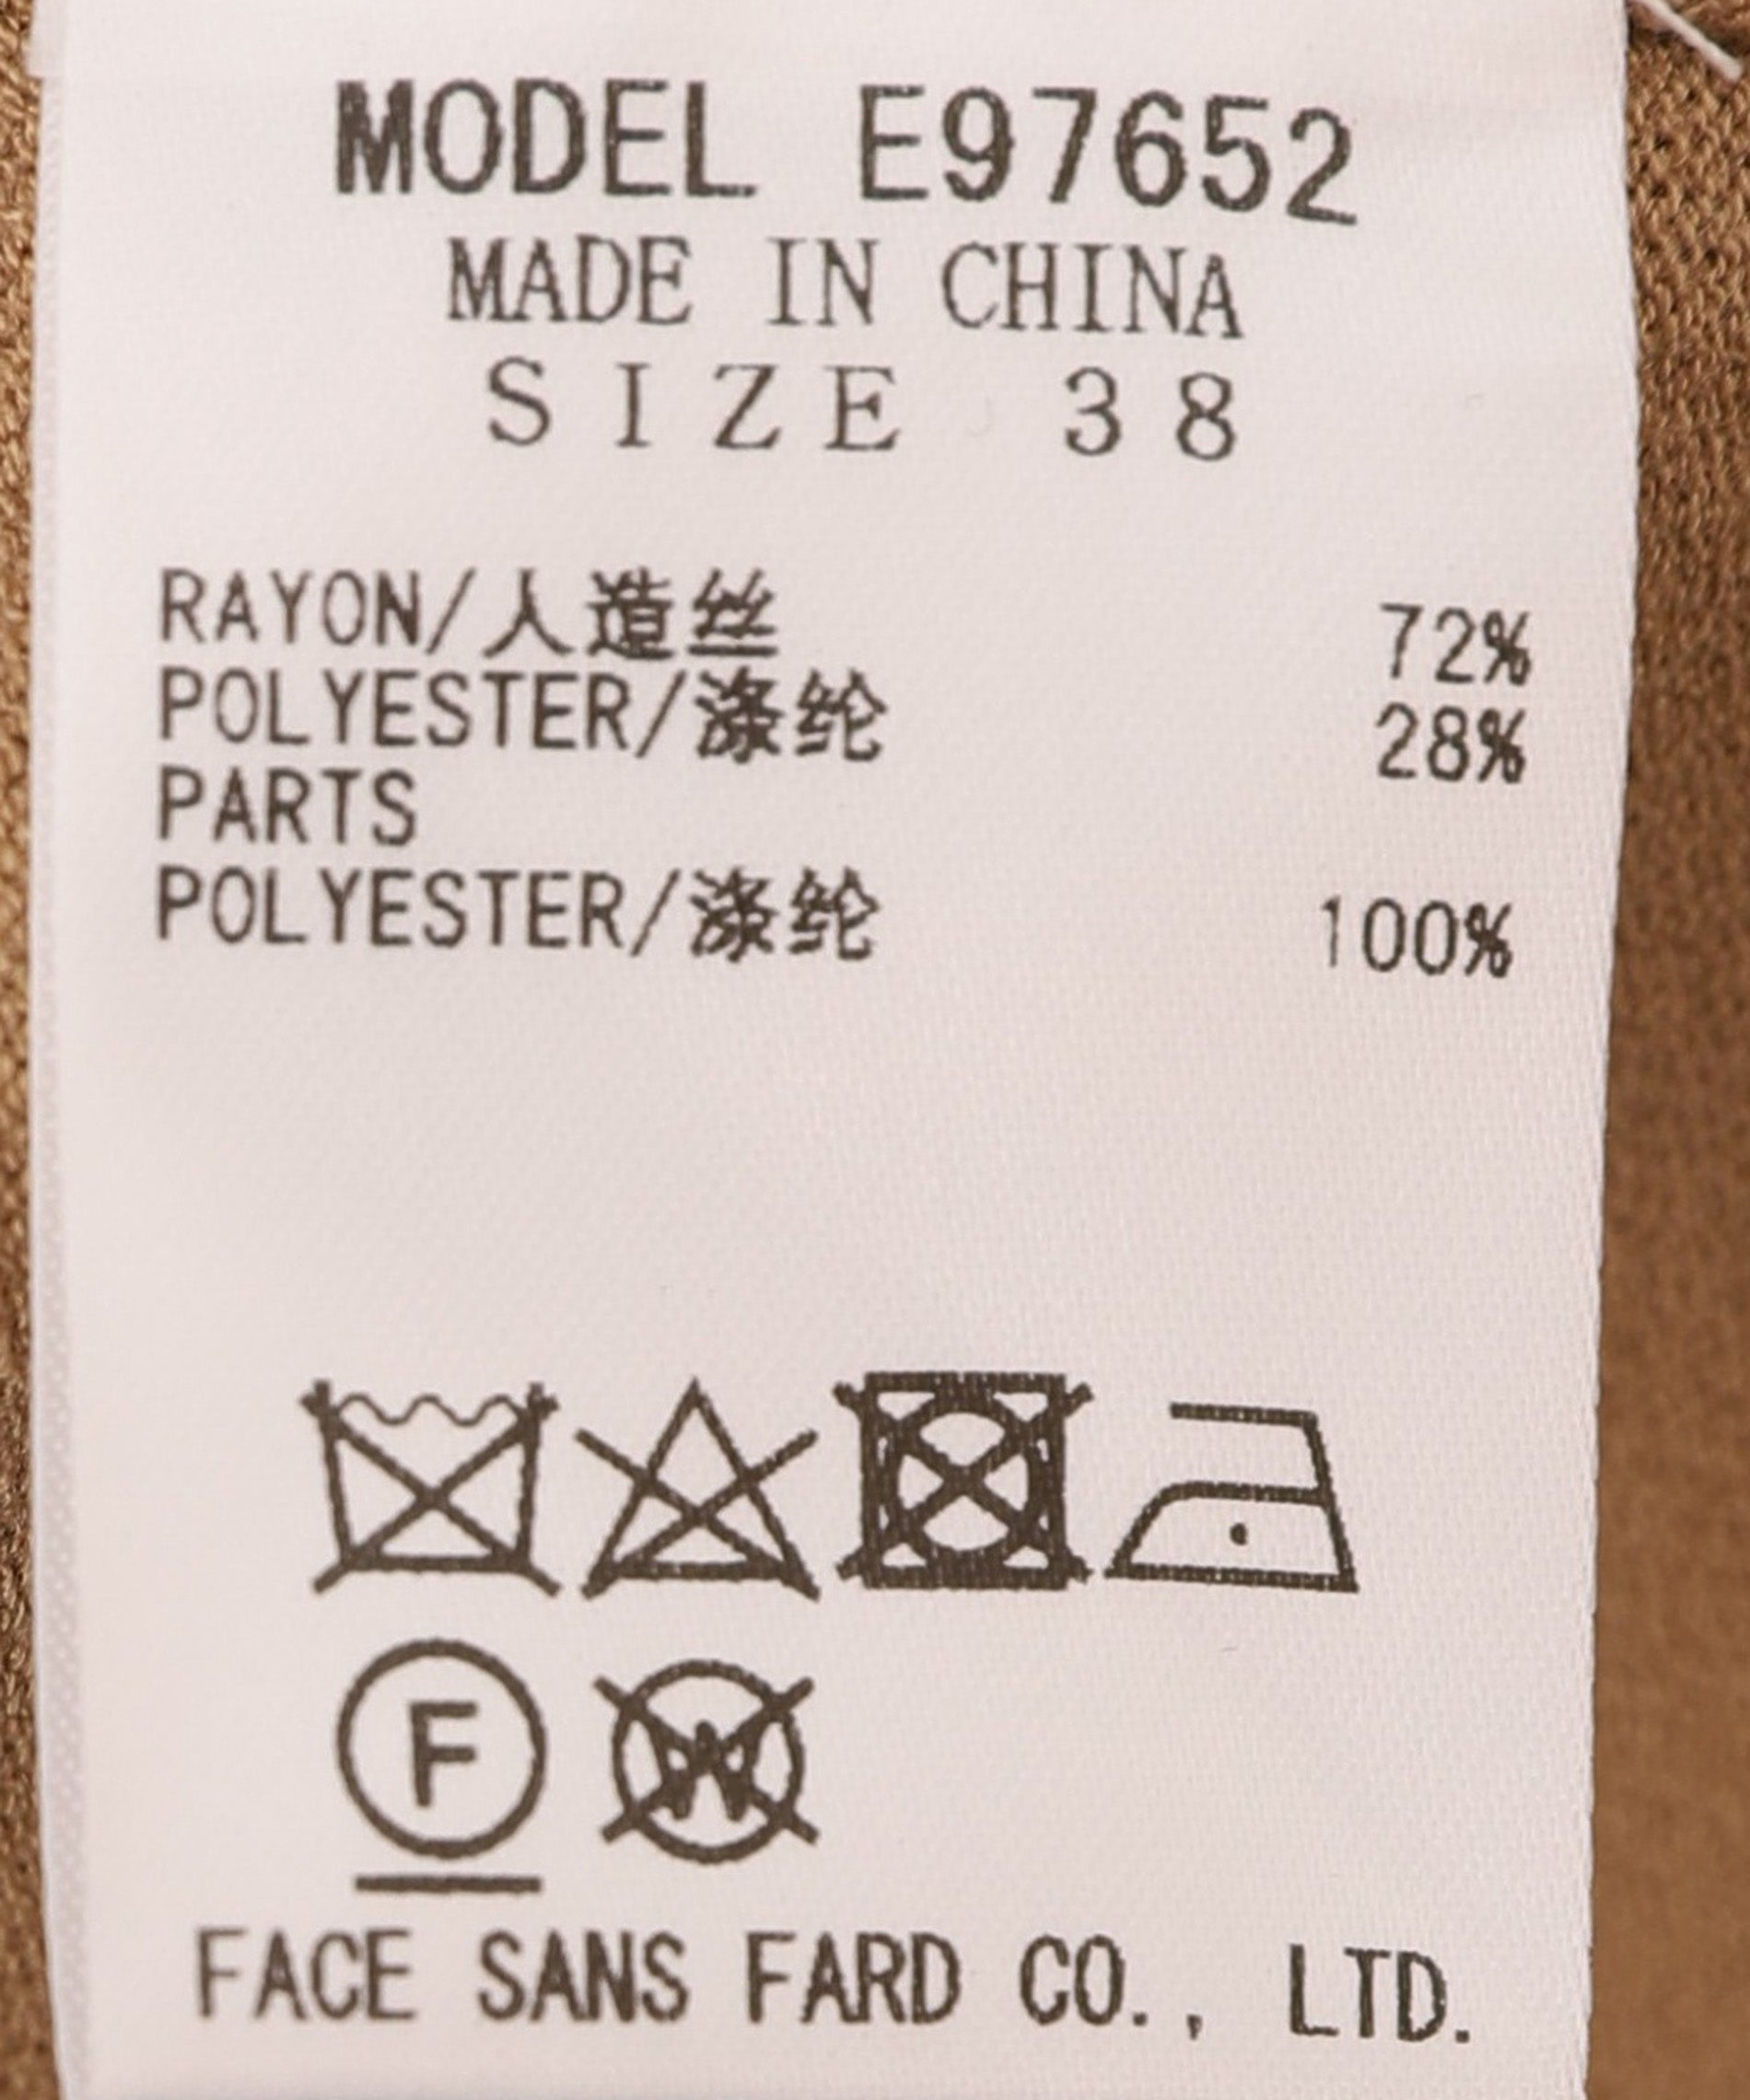 MODEL E97652
MADE IN CHINA
SIZE 38
RAYON/人造丝 72%
POLYESTER/涤纶 28%
PARTS
POLYESTER/涤纶 100%
F W
FACE SANS FARD CO., LTD.